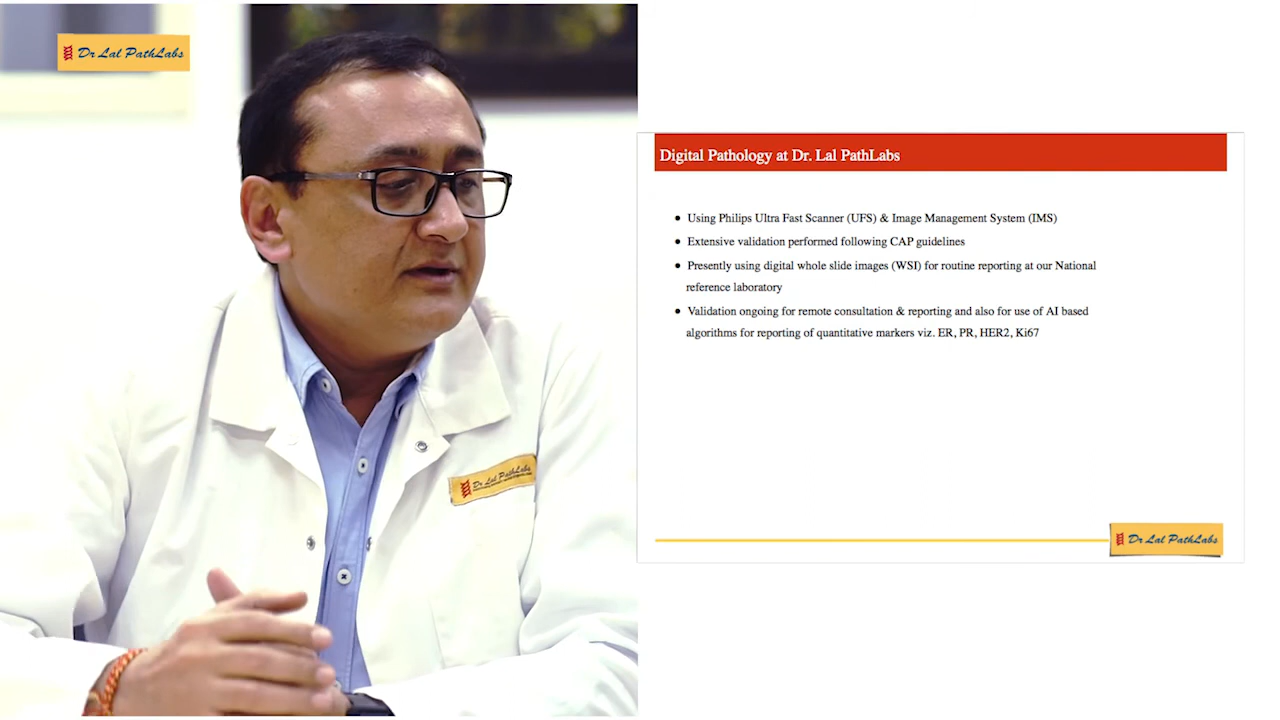 Dr Lal PathLabs
Digital Pathology at Dr. Lal PathLabs
● Using Philips Ultra Fast Scanner (UFS) & Image Management System (IMS)
● Extensive validation performed following CAP guidelines
● Presently using digital whole slide images (WSI) for routine reporting at our National
reference laboratory
● Validation ongoing for remote consultation & reporting and also for use of AI based
algorithms for reporting of quantitative markers viz. ER, PR, HER2, Ki67
Dr Lal PathLabs
Dr Lal PathLabs